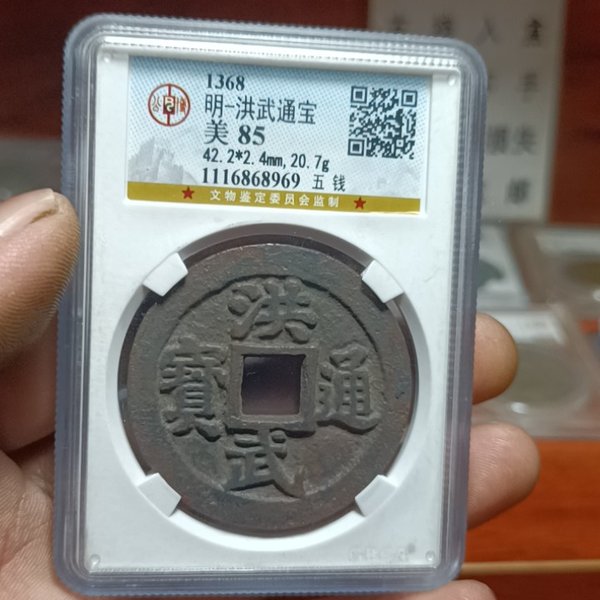 1368
明-洪武通宝
美 85
42.2*2.4mm,20.7g
1116868969 五 钱
★ 文物鉴定委员会监制 ★
洪武通寳